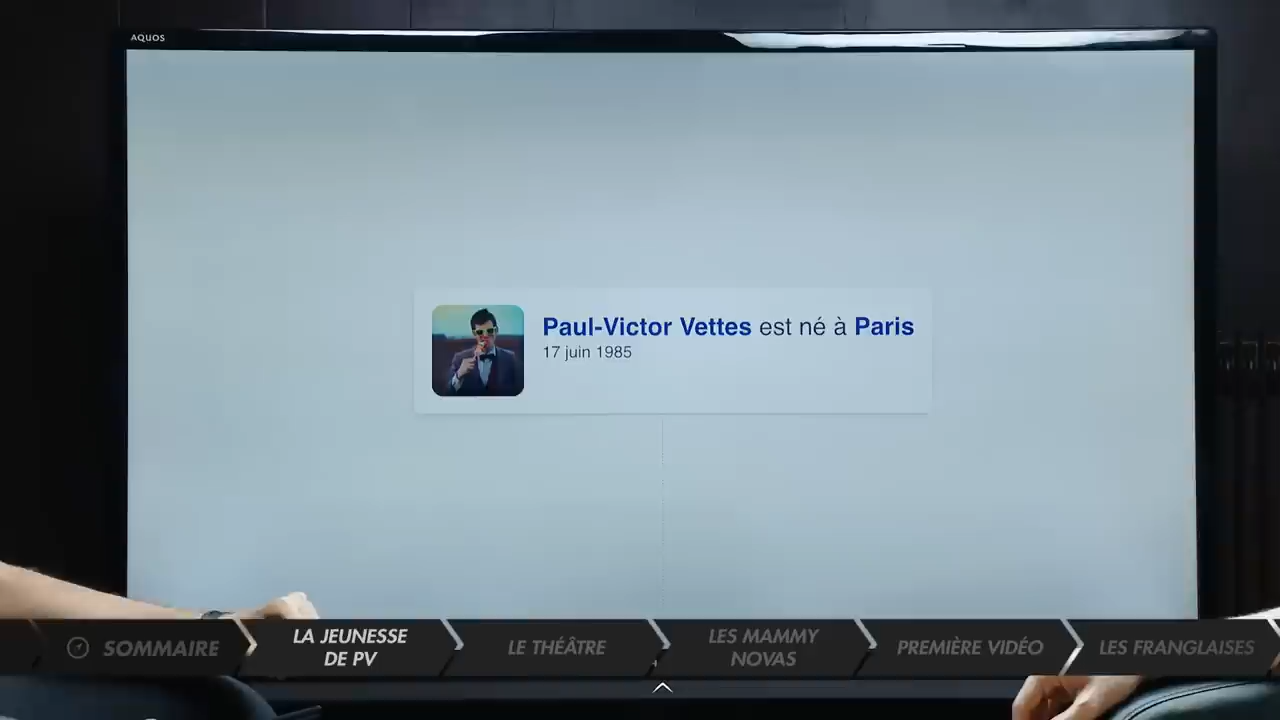 AQUOS
Paul-Victor Vettes est né à Paris
17 juin 1985
SOMMAIRE
LA JEUNESSE
DE PV
LE THÉÂTRE
LES MAMMY
NOVAS
PREMIÈRE VIDÉO
LES FRANGLAISES